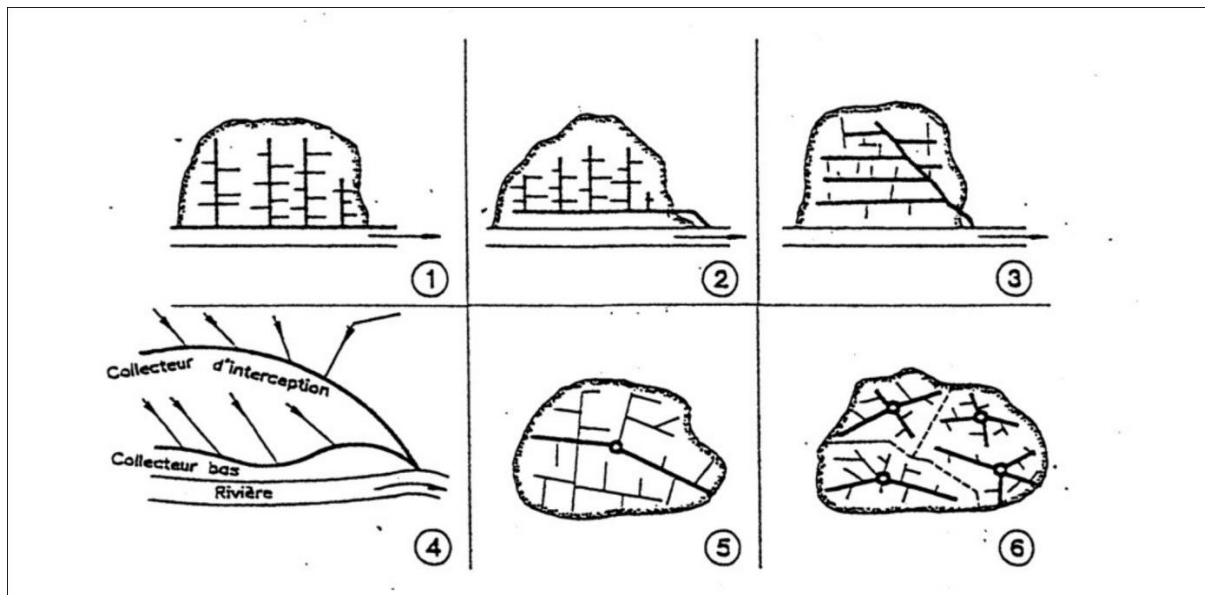 ①
②
③
Collecteur d'interception
Collecteur bas
Rivière
④
⑤
⑥